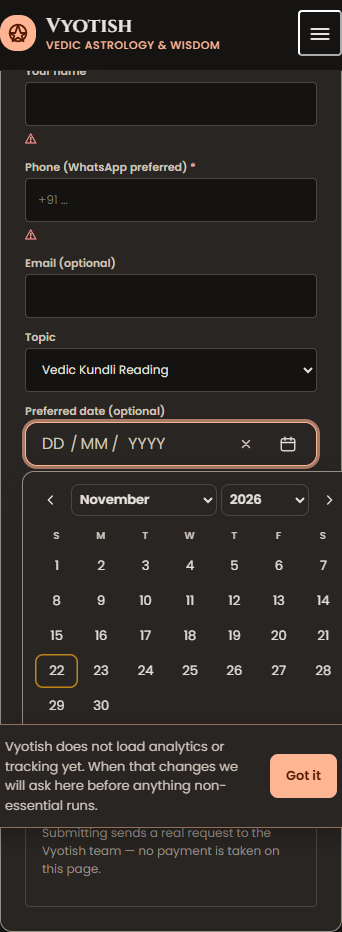 Vyotish
VEDIC ASTROLOGY & WISDOM
Your name
Phone (WhatsApp preferred) *
+91 ...
Email (optional)
Topic
Vedic Kundli Reading
Preferred date (optional)
DD / MM / YYYY
November 2026
S M T W T F S
1 2 3 4 5 6 7
8 9 10 11 12 13 14
15 16 17 18 19 20 21
22 23 24 25 26 27 28
29 30
Vyotish does not load analytics or
tracking yet. When that changes we
will ask here before anything non-
essential runs.
Got it
Submitting sends a real request to the
Vyotish team — no payment is taken on
this page.